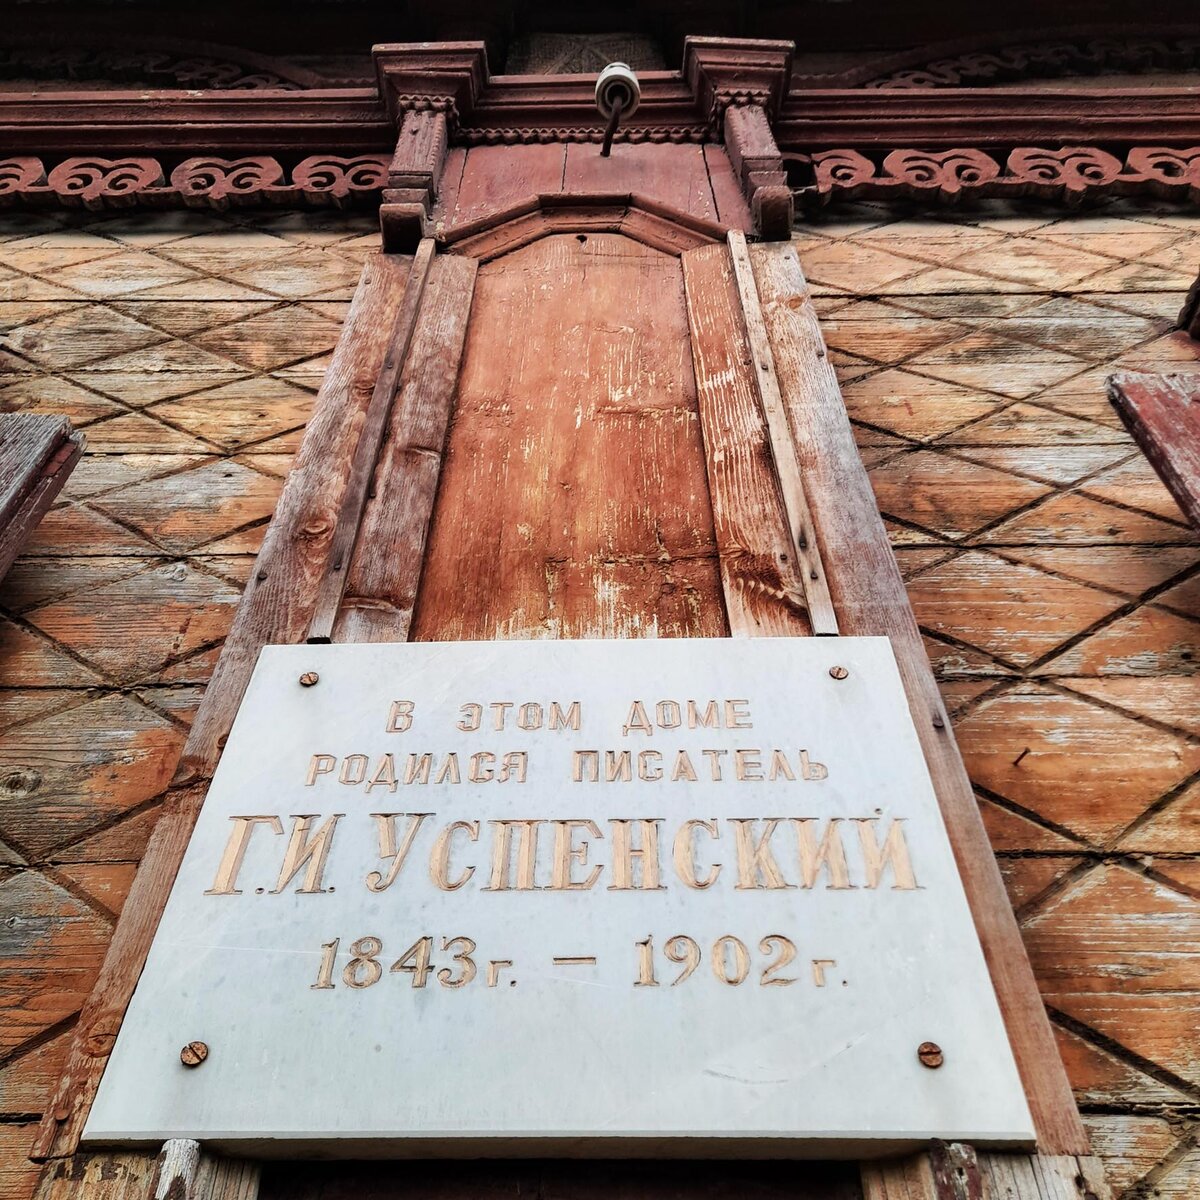 В ЭТОМ ДОМЕ
РОДИЛСЯ ПИСАТЕЛЬ
Г.И. УСПЕНСКИЙ
1843г. – 1902г.